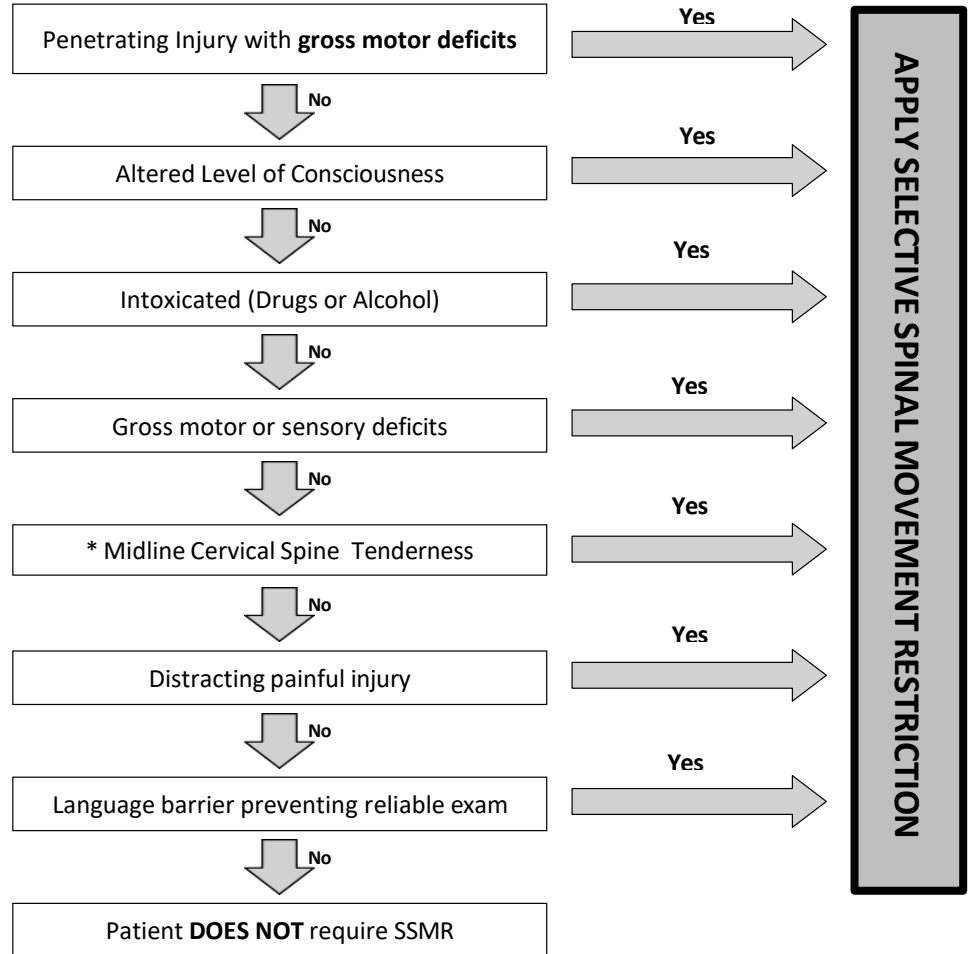 Penetrating Injury with gross motor deficits
Yes
No
Altered Level of Consciousness
Yes
No
Intoxicated (Drugs or Alcohol)
Yes
No
Gross motor or sensory deficits
Yes
No
* Midline Cervical Spine Tenderness
Yes
No
Distracting painful injury
Yes
No
Language barrier preventing reliable exam
Yes
No
Patient DOES NOT require SSMR
APPLY SELECTIVE SPINAL MOVEMENT RESTRICTION